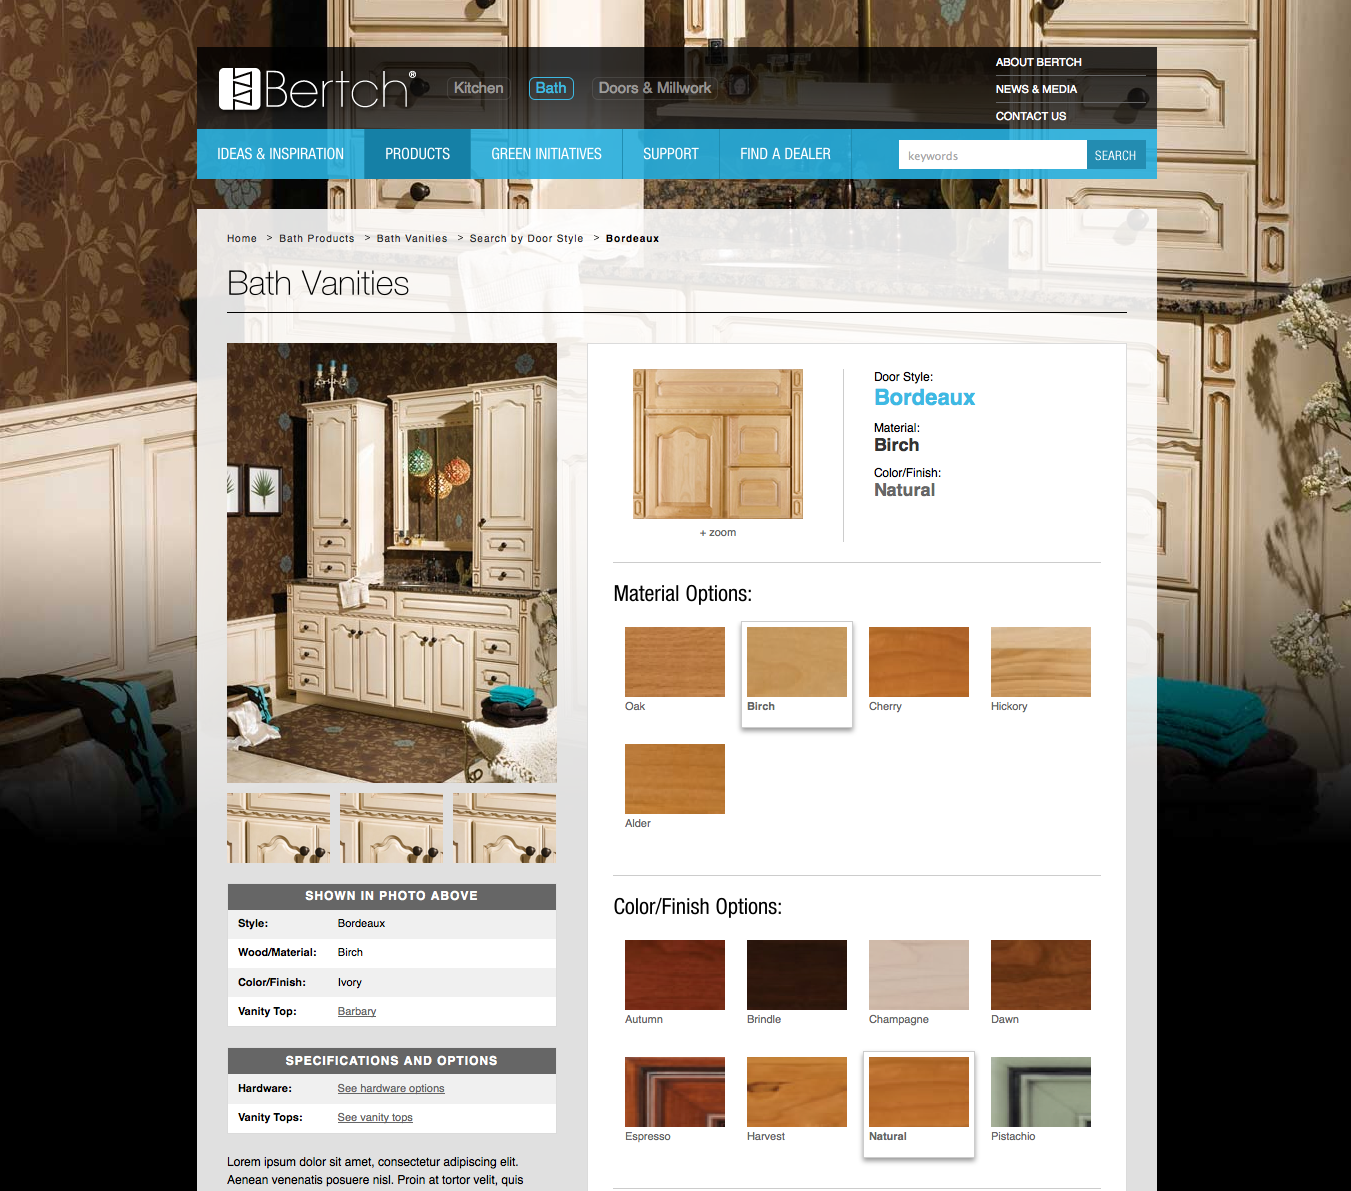 Bertch®
Kitchen
Bath
Doors & Millwork
ABOUT BERTCH
NEWS & MEDIA
CONTACT US
IDEAS & INSPIRATION
PRODUCTS
GREEN INITIATIVES
SUPPORT
FIND A DEALER
keywords
SEARCH
Home > Bath Products > Bath Vanities > Search by Door Style > Bordeaux
Bath Vanities
SHOWN IN PHOTO ABOVE
Style: Bordeaux
Wood/Material: Birch
Color/Finish: Ivory
Vanity Top: Barbary
SPECIFICATIONS AND OPTIONS
Hardware: See hardware options
Vanity Tops: See vanity tops
Lorem ipsum dolor sit amet, consectetur adipiscing elit.
Aenean venenatis posuere nisl. Proin at tortor velit, quis
+ zoom
Door Style:
Bordeaux
Material:
Birch
Color/Finish:
Natural
Material Options:
Oak
Birch
Cherry
Hickory
Alder
Color/Finish Options:
Autumn
Brindle
Champagne
Dawn
Espresso
Harvest
Natural
Pistachio